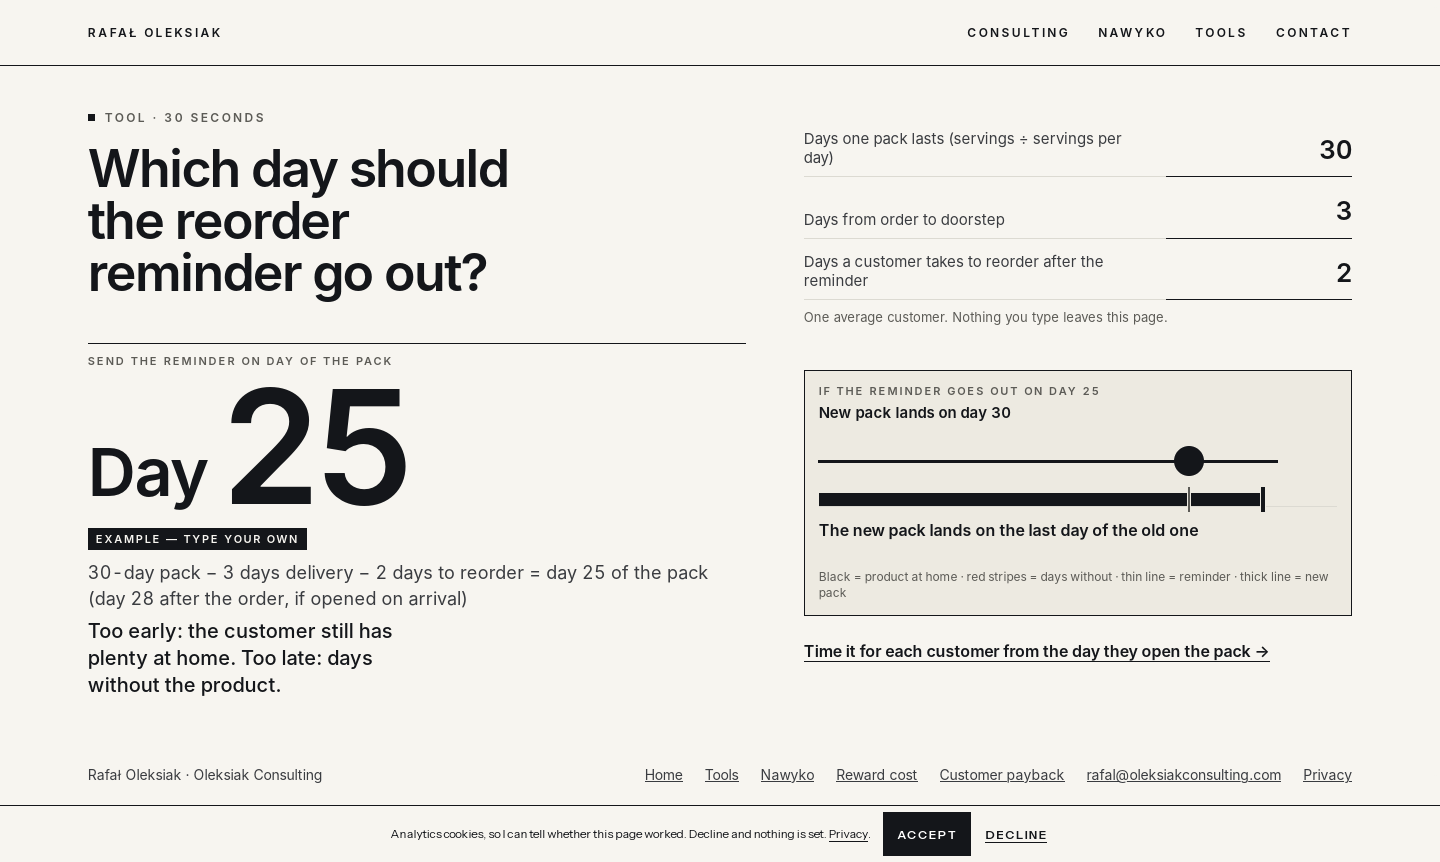 RAFAŁ OLEKSIAK
CONSULTING NAWYKO TOOLS CONTACT
TOOL · 30 SECONDS
Which day should
the reorder
reminder go out?
SEND THE REMINDER ON DAY OF THE PACK
Day 25
EXAMPLE — TYPE YOUR OWN
30-day pack − 3 days delivery − 2 days to reorder = day 25 of the pack
(day 28 after the order, if opened on arrival)
Too early: the customer still has
plenty at home. Too late: days
without the product.
Days one pack lasts (servings ÷ servings per
day)
30
Days from order to doorstep
3
Days a customer takes to reorder after the
reminder
2
One average customer. Nothing you type leaves this page.
IF THE REMINDER GOES OUT ON DAY 25
New pack lands on day 30
The new pack lands on the last day of the old one
Black = product at home · red stripes = days without · thin line = reminder · thick line = new
pack
Time it for each customer from the day they open the pack →
Rafał Oleksiak · Oleksiak Consulting
Home Tools Nawyko Reward cost Customer payback rafal@oleksiakconsulting.com Privacy
Analytics cookies, so I can tell whether this page worked. Decline and nothing is set. Privacy.
ACCEPT
DECLINE